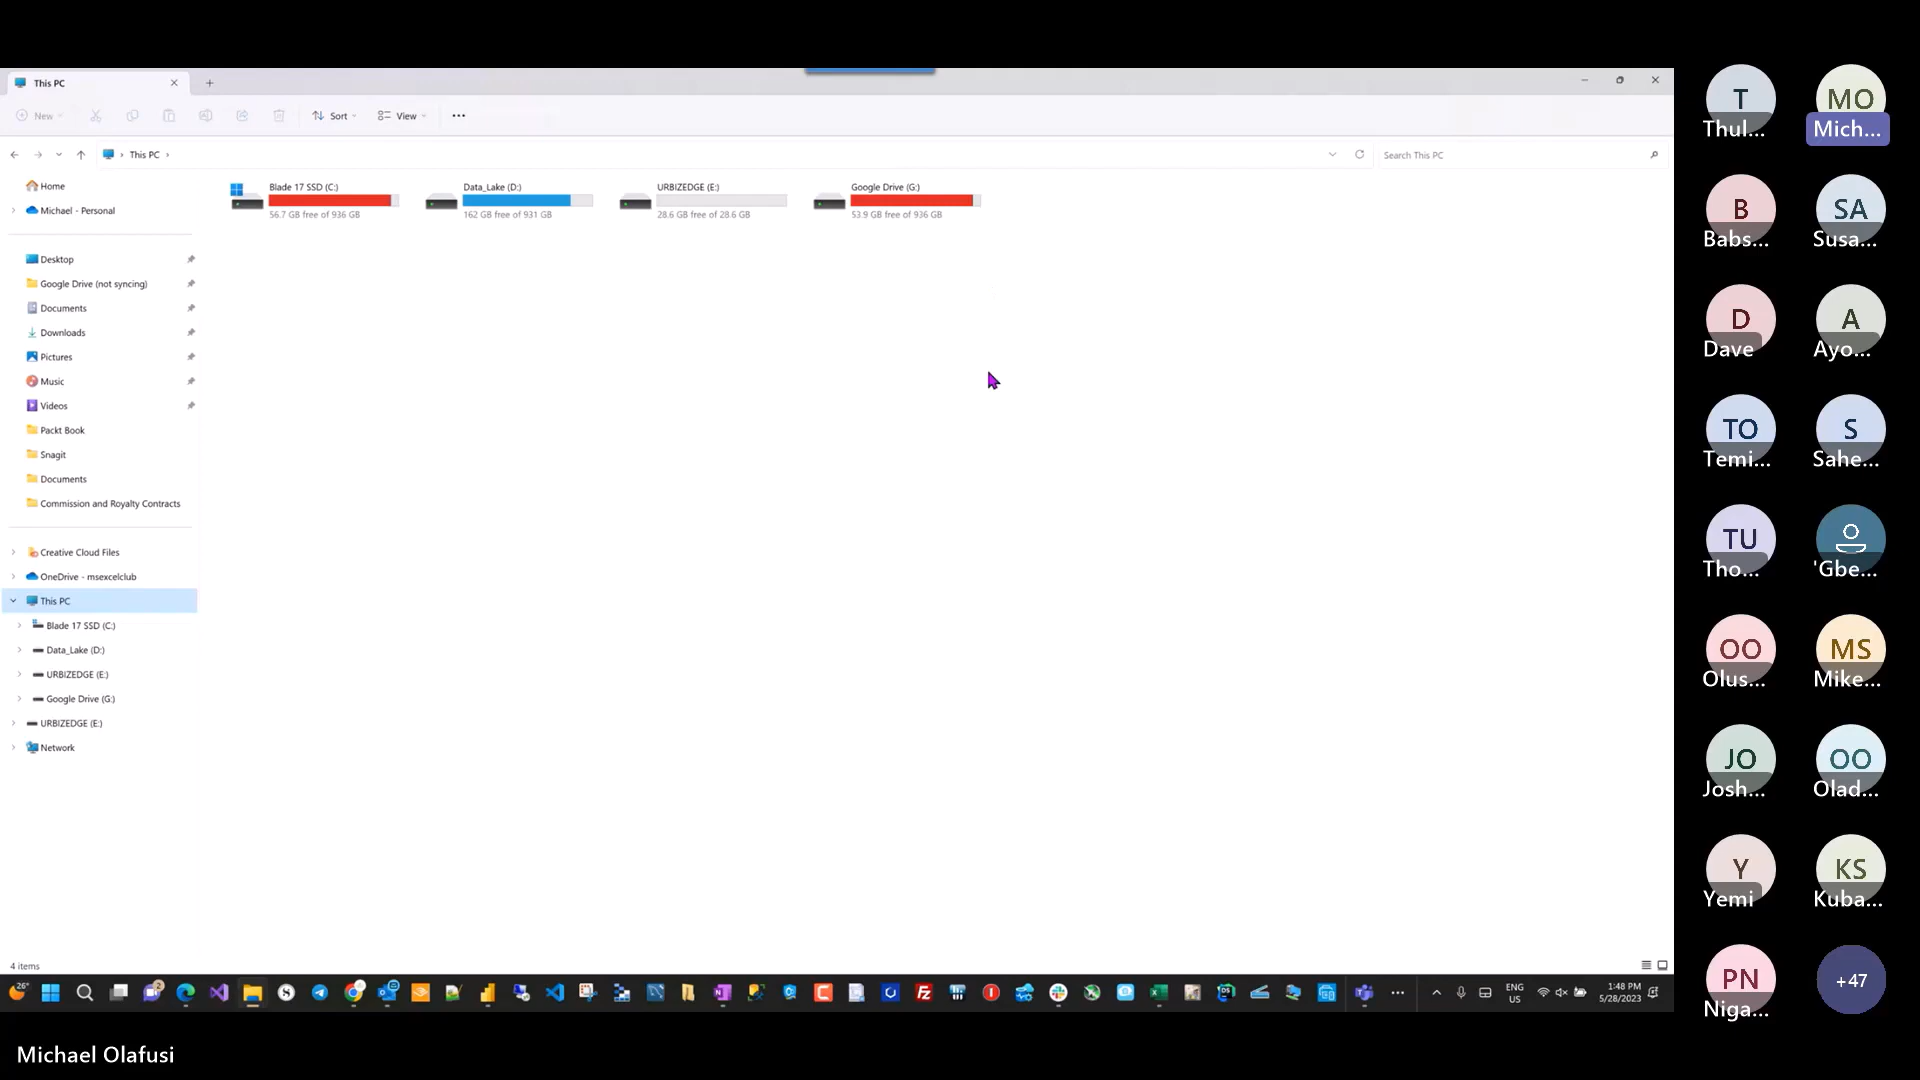 This PC
New
Sort
View
This PC
Search This PC
Home
Michael - Personal
Desktop
Google Drive (not syncing)
Documents
Downloads
Pictures
Music
Videos
Packt Book
Snagit
Documents
Commission and Royalty Contracts
Creative Cloud Files
OneDrive - msexcelclub
This PC
Blade 17 SSD (C:)
Data_Lake (D:)
URBIZEDGE (E:)
Google Drive (G:)
URBIZEDGE (E:)
Network
Blade 17 SSD (C:)
56.7 GB free of 936 GB
Data_Lake (D:)
162 GB free of 931 GB
URBIZEDGE (E:)
28.6 GB free of 28.6 GB
Google Drive (G:)
53.9 GB free of 936 GB
4 items
26°
ENG
US
1:48 PM
5/28/2023
T
Thul...
MO
Mich...
B
Babs...
SA
Susa...
D
Dave
A
Ayo...
TO
Temi...
S
Sahe...
TU
Tho...
'Gbe...
OO
Olus...
MS
Mike...
JO
Josh...
OO
Olad...
Y
Yemi
KS
Kuba...
PN
Niga...
+47
Michael Olafusi